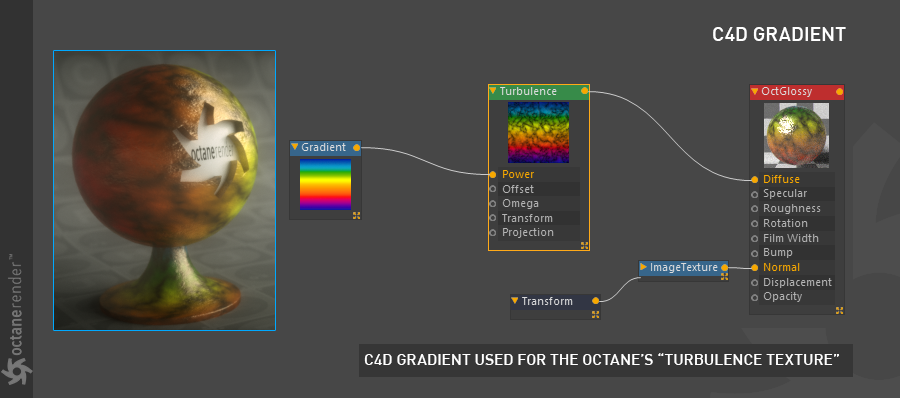 C4D GRADIENT
octanerender
Gradient
Turbulence
Power
Offset
Omega
Transform
Projection
OctGlossy
Diffuse
Specular
Roughness
Rotation
Film Width
Bump
Normal
Displacement
Opacity
ImageTexture
Transform
C4D GRADIENT USED FOR THE OCTANE'S “TURBULENCE TEXTURE”
octanerender™